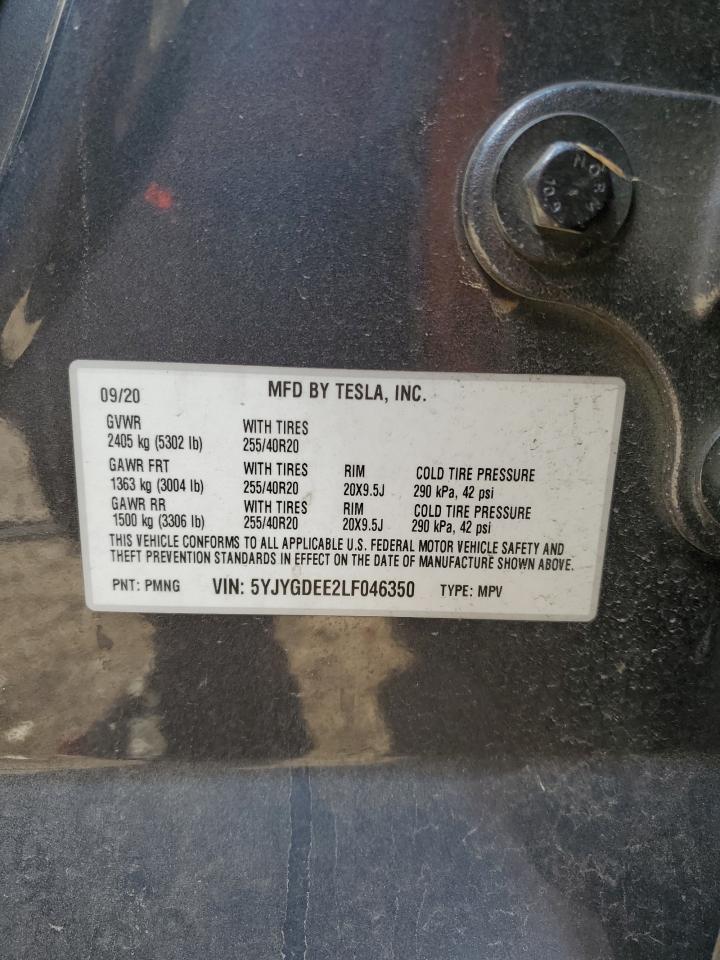 NORM
10.9
09/20 MFD BY TESLA, INC.
GVWR WITH TIRES
2405 kg (5302 lb) 255/40R20
GAWR FRT WITH TIRES RIM COLD TIRE PRESSURE
1363 kg (3004 lb) 255/40R20 20X9.5J 290 kPa, 42 psi
GAWR RR WITH TIRES RIM COLD TIRE PRESSURE
1500 kg (3306 lb) 255/40R20 20X9.5J 290 kPa, 42 psi
THIS VEHICLE CONFORMS TO ALL APPLICABLE U.S. FEDERAL MOTOR VEHICLE SAFETY AND
THEFT PREVENTION STANDARDS IN EFFECT ON THE DATE OF MANUFACTURE SHOWN ABOVE.
PNT: PMNG VIN: 5YJYGDEE2LF046350 TYPE: MPV